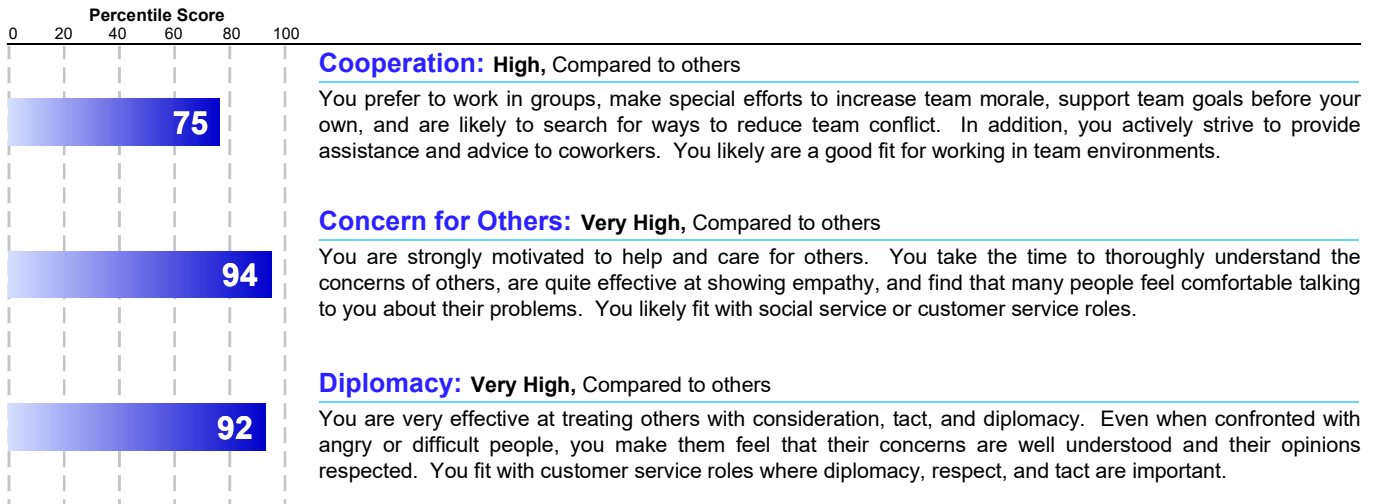 Percentile Score
0 20 40 60 80 100
Cooperation: High, Compared to others
You prefer to work in groups, make special efforts to increase team morale, support team goals before your
own, and are likely to search for ways to reduce team conflict. In addition, you actively strive to provide
assistance and advice to coworkers. You likely are a good fit for working in team environments.
75
Concern for Others: Very High, Compared to others
You are strongly motivated to help and care for others. You take the time to thoroughly understand the
concerns of others, are quite effective at showing empathy, and find that many people feel comfortable talking
to you about their problems. You likely fit with social service or customer service roles.
94
Diplomacy: Very High, Compared to others
You are very effective at treating others with consideration, tact, and diplomacy. Even when confronted with
angry or difficult people, you make them feel that their concerns are well understood and their opinions
respected. You fit with customer service roles where diplomacy, respect, and tact are important.
92